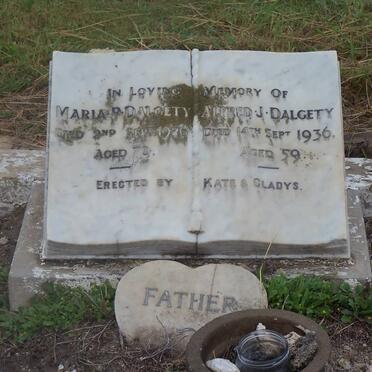 In Loving Memory Of
Maria P. Dalgety Alfred J. Dalgety
Died 2nd Died 14th Sept 1936.
Aged Aged 59
Erected by Kate & Gladys.
FATHER